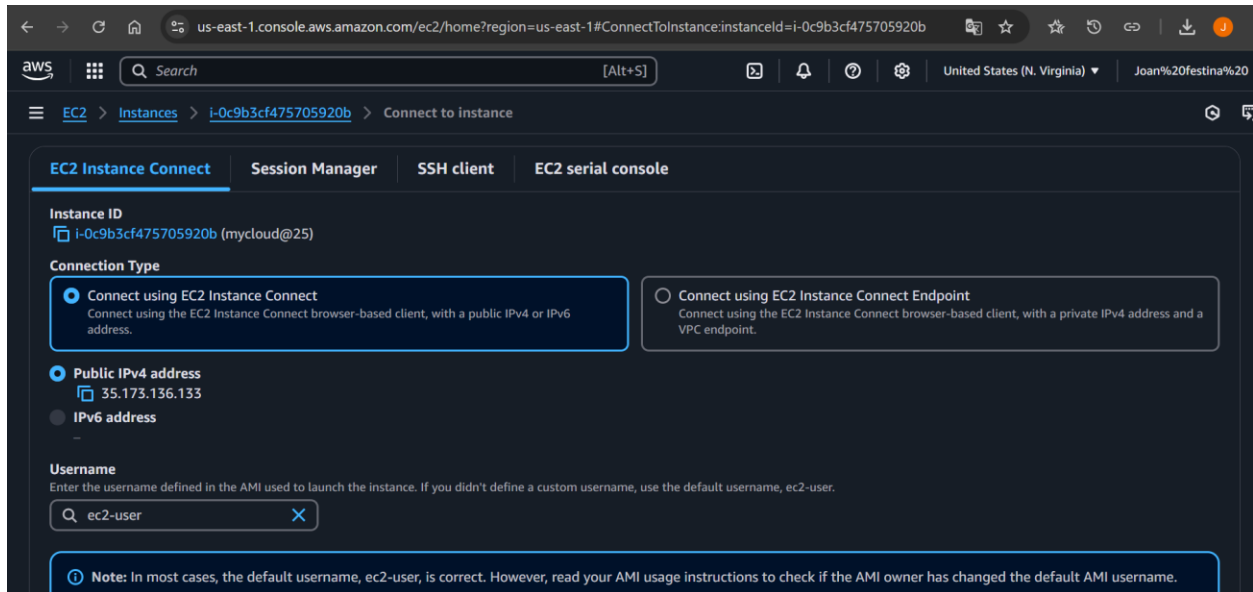 us-east-1.console.aws.amazon.com/ec2/home?region=us-east-1#ConnectToInstance:instanceId=i-0c9b3cf475705920b
J
aws
Search [Alt+S]
United States (N. Virginia)
Joan%20festina%20
EC2 > Instances > i-0c9b3cf475705920b > Connect to instance
EC2 Instance Connect
Session Manager
SSH client
EC2 serial console
Instance ID
i-0c9b3cf475705920b (mycloud@25)
Connection Type
Connect using EC2 Instance Connect
Connect using the EC2 Instance Connect browser-based client, with a public IPv4 or IPv6
address.
Connect using EC2 Instance Connect Endpoint
Connect using the EC2 Instance Connect browser-based client, with a private IPv4 address and a
VPC endpoint.
Public IPv4 address
35.173.136.133
IPv6 address
–
Username
Enter the username defined in the AMI used to launch the instance. If you didn't define a custom username, use the default username, ec2-user.
ec2-user
Note: In most cases, the default username, ec2-user, is correct. However, read your AMI usage instructions to check if the AMI owner has changed the default AMI username.